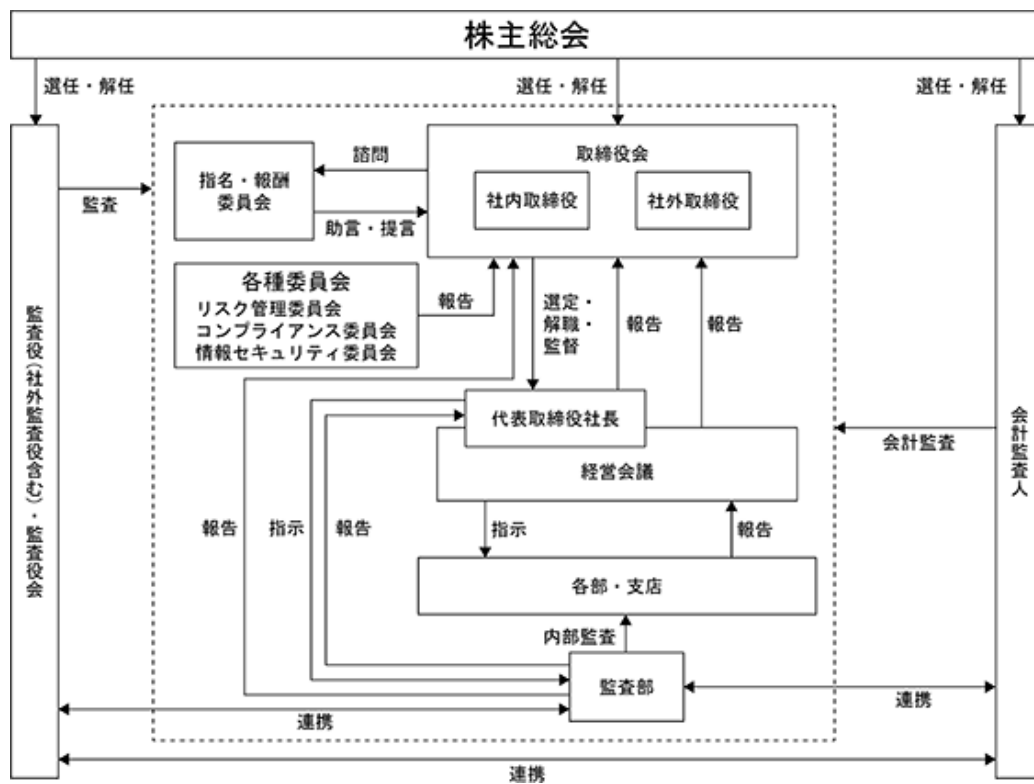 株主総会
選任・解任
選任・解任
選任・解任
取締役会
諮問
指名・報酬
委員会
社内取締役
社外取締役
監査
助言・提言
各種委員会
リスク管理委員会
コンプライアンス委員会
情報セキュリティ委員会
報告
選定・
解職・
監督
報告
報告
監査役(社外監査役含む)・監査役会
代表取締役社長
会計監査
会計監査人
経営会議
報告
指示
報告
指示
報告
各部・支店
内部監査
監査部
連携
連携
連携